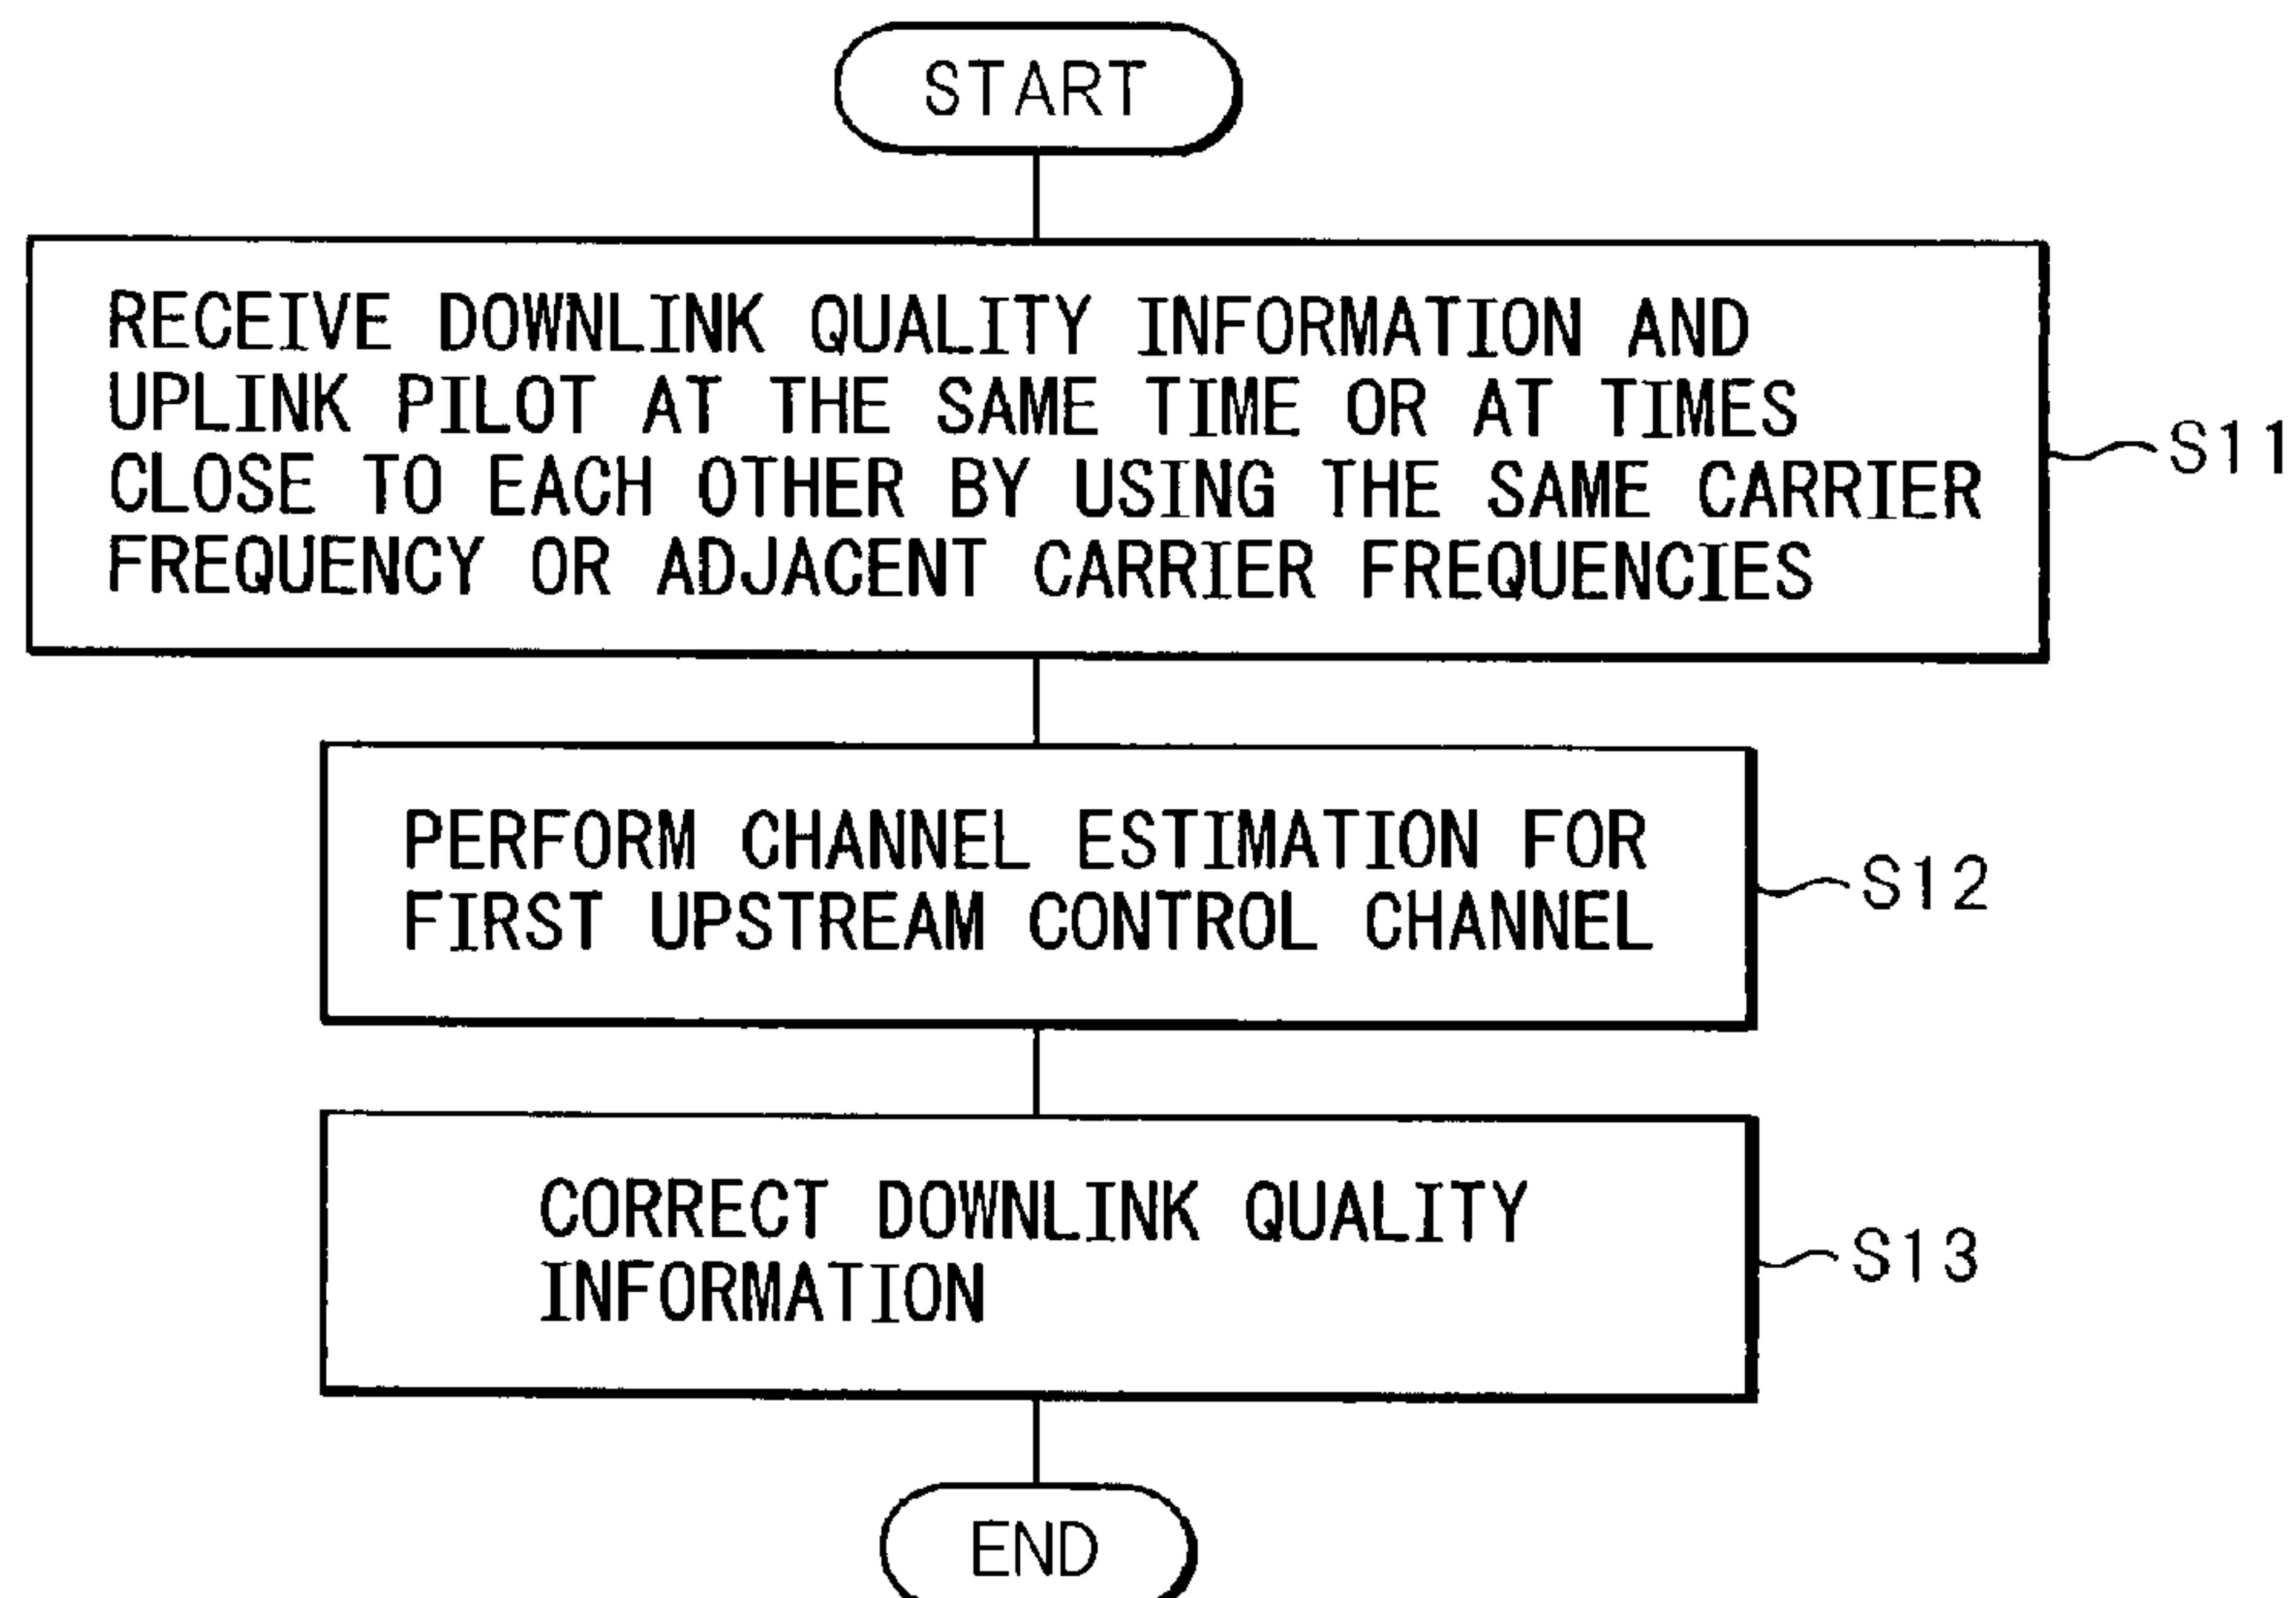 START
RECEIVE DOWNLINK QUALITY INFORMATION AND
UPLINK PILOT AT THE SAME TIME OR AT TIMES
CLOSE TO EACH OTHER BY USING THE SAME CARRIER
FREQUENCY OR ADJACENT CARRIER FREQUENCIES
S11
PERFORM CHANNEL ESTIMATION FOR
FIRST UPSTREAM CONTROL CHANNEL
S12
CORRECT DOWNLINK QUALITY
INFORMATION
S13
END